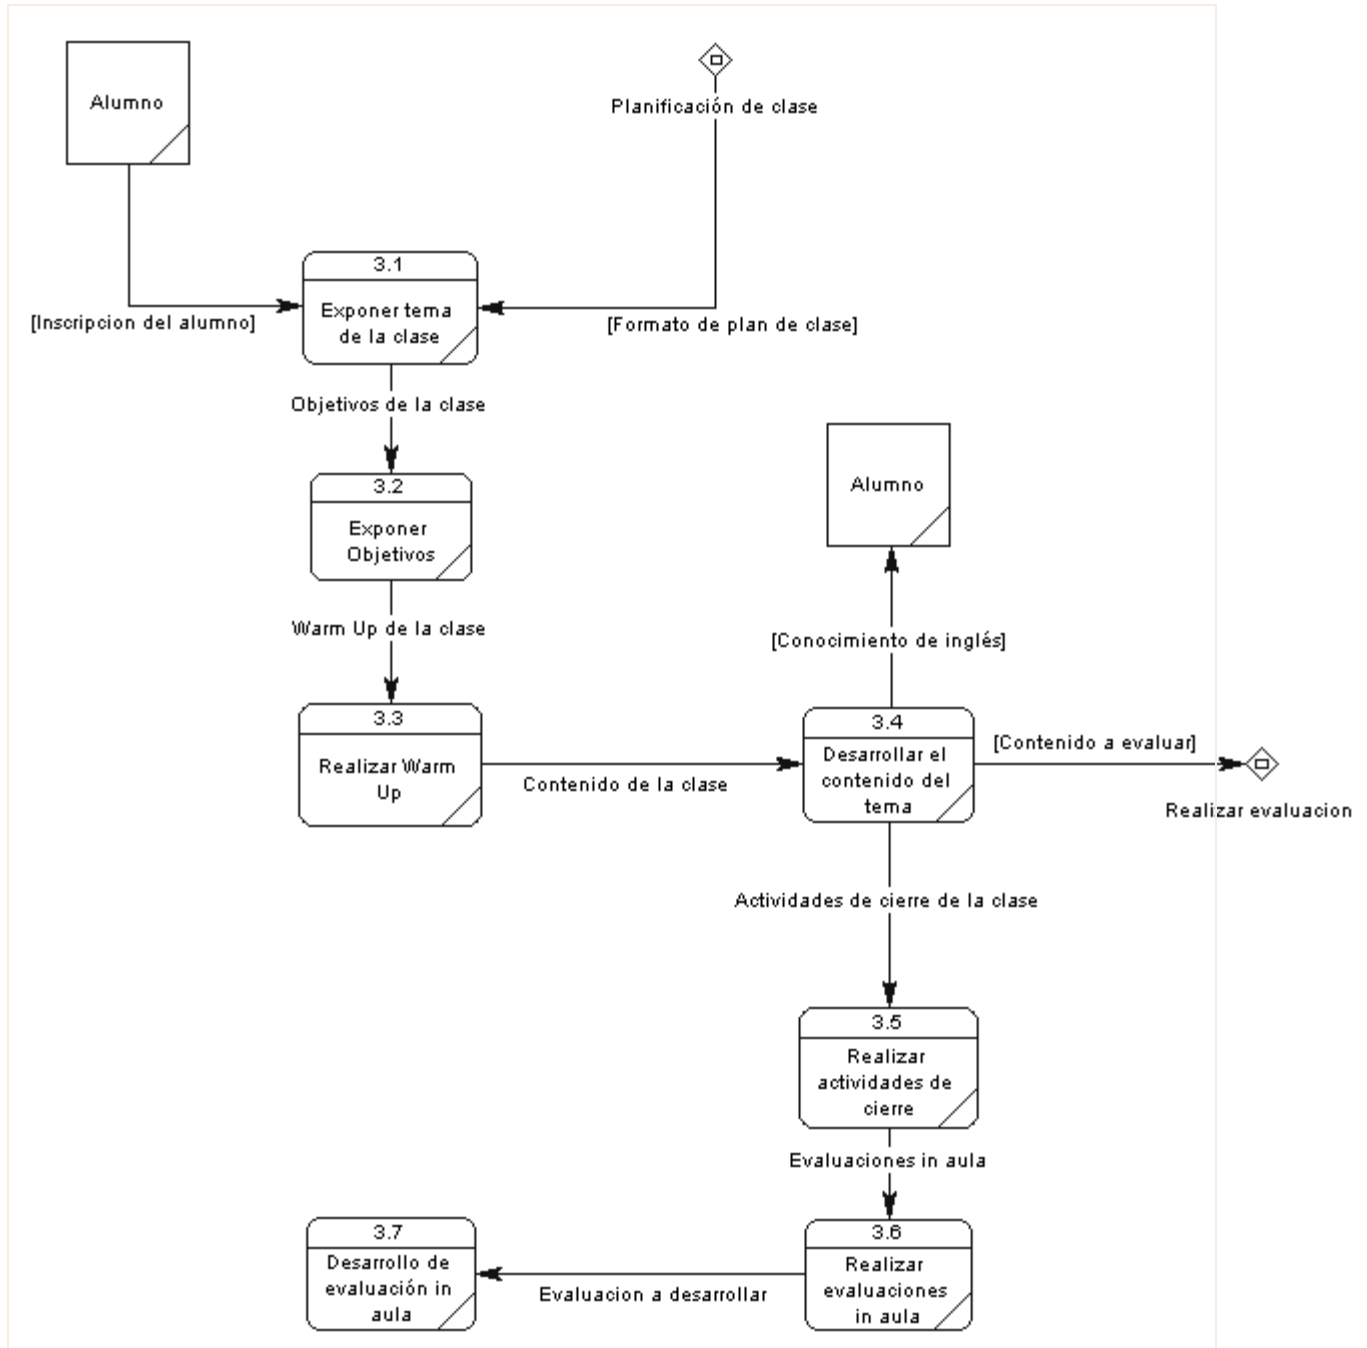 Alumno
Planificación de clase
3.1
Exponer tema
de la clase
[Inscripcion del alumno]
[Formato de plan de clase]
Objetivos de la clase
3.2
Exponer
Objetivos
Alumno
Warm Up de la clase
[Conocimiento de inglés]
3.3
Realizar Warm
Up
Contenido de la clase
3.4
Desarrollar el
contenido del
tema
[Contenido a evaluar]
Realizar evaluacion
Actividades de cierre de la clase
3.5
Realizar
actividades de
cierre
Evaluaciones in aula
3.6
Realizar
evaluaciones
in aula
Evaluacion a desarrollar
3.7
Desarrollo de
evaluación in
aula